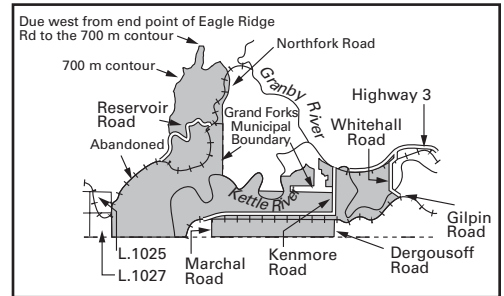 Due west from end point of Eagle Ridge
Rd to the 700 m contour
Northfork Road
700 m contour
Granby River
Highway 3
Reservoir
Road
Grand Forks
Municipal
Boundary
Whitehall
Road
Abandoned
Kettle River
Gilpin
Road
L.1025
L.1027
Marchal
Road
Kenmore
Road
Dergousoff
Road